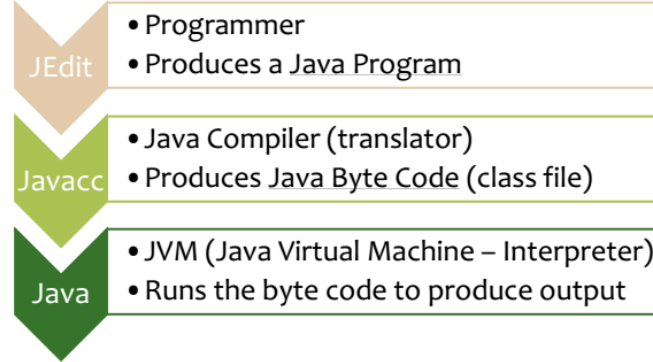 JEdit
• Programmer
• Produces a Java Program
Javacc
• Java Compiler (translator)
• Produces Java Byte Code (class file)
Java
• JVM (Java Virtual Machine – Interpreter)
• Runs the byte code to produce output